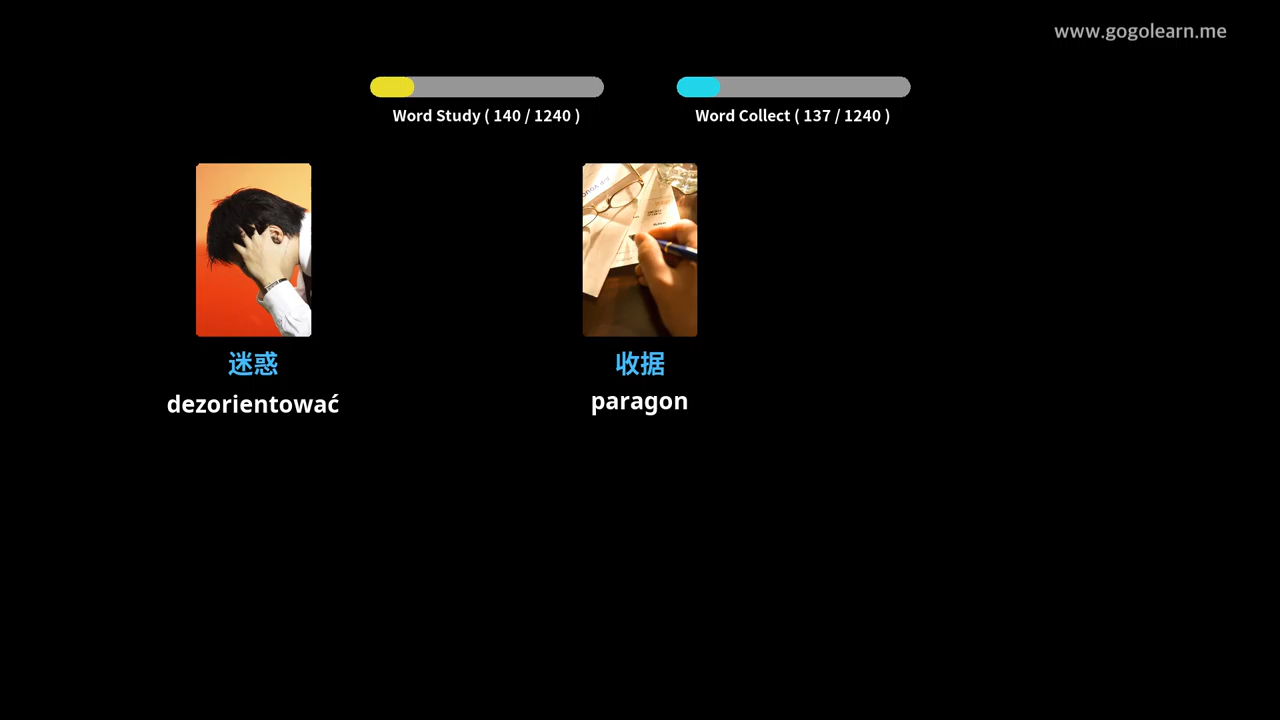 www.gogolearn.me
Word Study ( 140 / 1240 )
Word Collect ( 137 / 1240 )
迷惑
dezorientować
收据
paragon